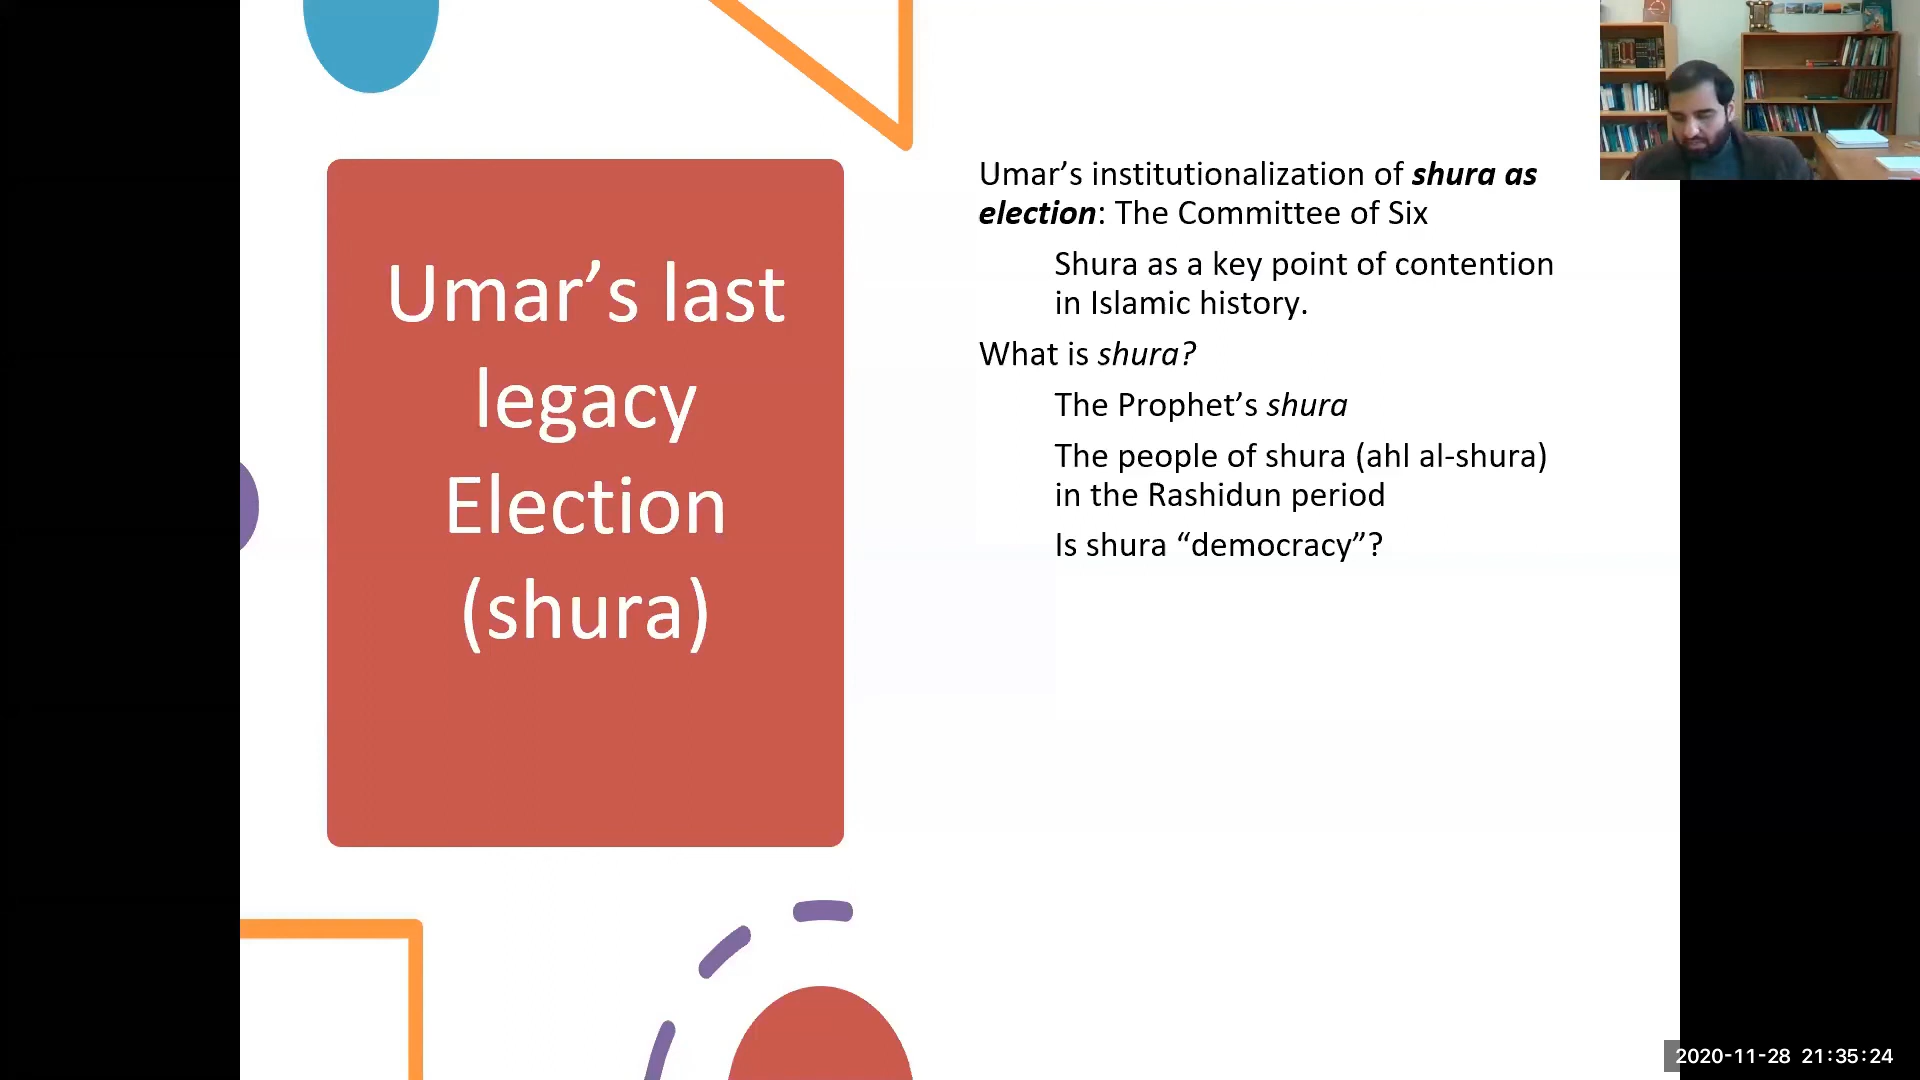 Umar’s last
legacy
Election
(shura)
Umar’s institutionalization of shura as
election: The Committee of Six
Shura as a key point of contention
in Islamic history.
What is shura?
The Prophet’s shura
The people of shura (ahl al-shura)
in the Rashidun period
Is shura “democracy”?
2020-11-28 21:35:24